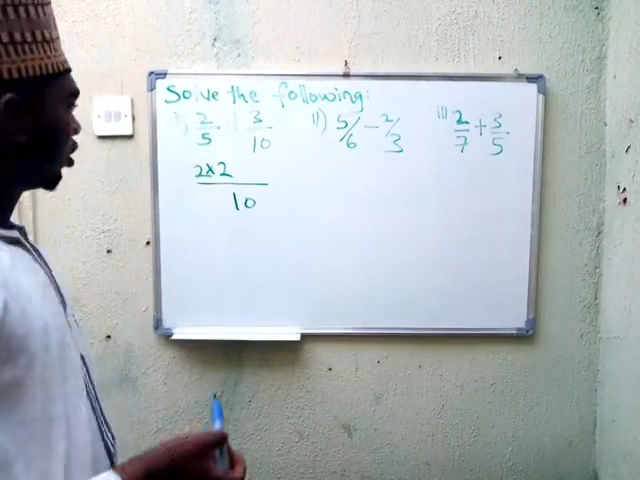 Solve the following:
i) 2/5 + 3/10 ii) 5/6 - 2/3 iii) 2/7 + 3/5
2x2
10